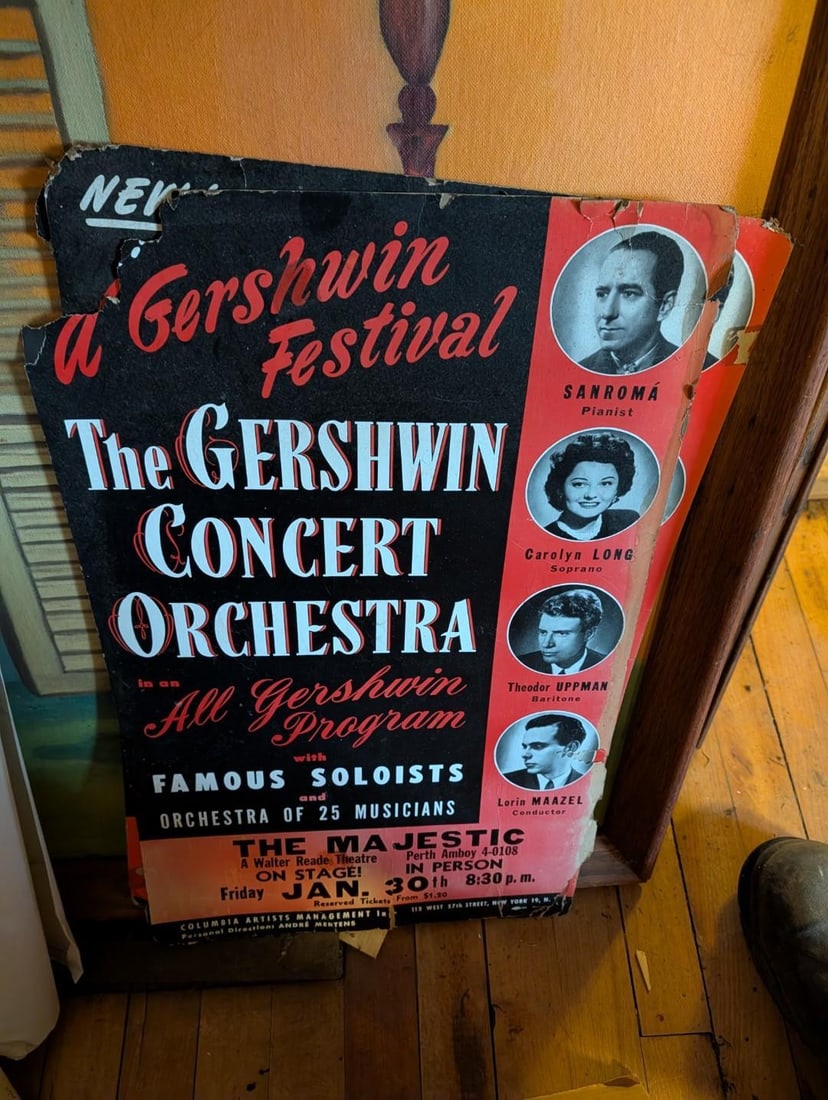 NEW
a Gershwin
Festival
The GERSHWIN
CONCERT
ORCHESTRA
in an
All Gershwin
Program
with
FAMOUS SOLOISTS
and
ORCHESTRA OF 25 MUSICIANS
SANROMÁ
Pianist
Carolyn LONG
Soprano
Theodor UPPMAN
Baritone
Lorin MAAZEL
Conductor
THE MAJESTIC
A Walter Reade Theatre Perth Amboy 4-0108
ON STAGE! IN PERSON
Friday JAN. 30th 8:30 p.m.
Reserved Tickets From $1.20
COLUMBIA ARTISTS MANAGEMENT 113 WEST 57th STREET, NEW YORK 19, N.
Personal Direction: ANDRÉ MERTENS